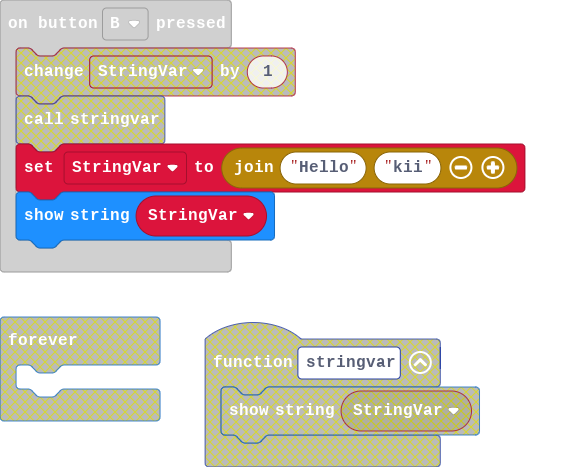 on button B pressed
change StringVar by 1
call stringvar
set StringVar to join "Hello" "kii"
show string StringVar
forever
function stringvar
show string StringVar